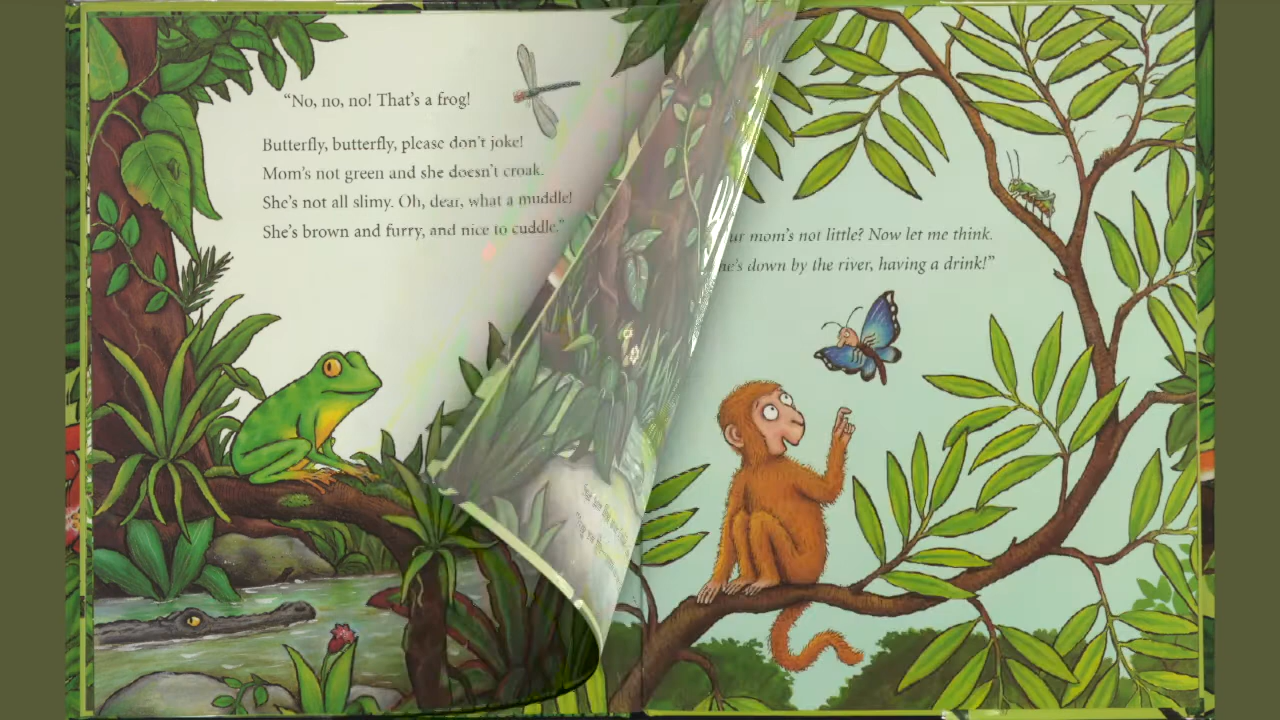 “No, no, no! That’s a frog!
Butterfly, butterfly, please don’t joke!
Mom’s not green and she doesn’t croak.
She’s not all slimy. Oh, dear, what a muddle!
She’s brown and furry, and nice to cuddle.”
mom’s not little? Now let me think.
down by the river, having a drink!”